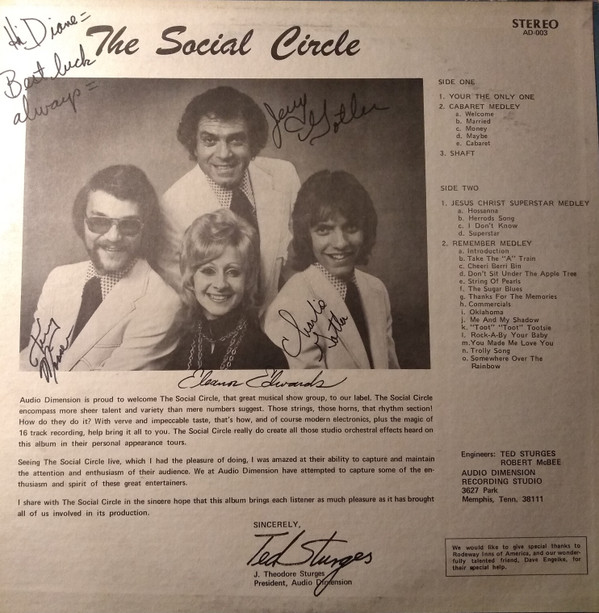 Hi Diane=
Best luck
always=
The Social Circle
STEREO
AD-003
Jerry Gotler
Charlie Gotler
Eleanor Edwards
SIDE ONE
1. YOUR THE ONLY ONE
2. CABARET MEDLEY
a. Welcome
b. Married
c. Money
d. Maybe
e. Cabaret
3. SHAFT
SIDE TWO
1. JESUS CHRIST SUPERSTAR MEDLEY
a. Hossanna
b. Herrods Song
c. I Don't Know
d. Superstar
2. REMEMBER MEDLEY
a. Introduction
b. Take The "A" Train
c. Cheeri Berri Bin
d. Don't Sit Under The Apple Tree
e. String of Pearls
f. The Sugar Blues
g. Thanks For The Memories
h. Commercials
i. Oklahoma
j. Me And My Shadow
k. "Toot" "Toot" Tootsie
l. Rock-A-By Your Baby
m. You Made Me Love You
n. Trolly Song
o. Somewhere Over The
Rainbow
Audio Dimension is proud to welcome The Social Circle, that great musical show group, to our label. The Social Circle
encompass more sheer talent and variety than mere numbers suggest. Those strings, those horns, that rhythm section!
How do they do it? With verve and impeccable taste, that's how, and of course modern electronics, plus the magic of
16 track recording, help bring it all to you. The Social Circle really do create all those studio orchestral effects heard on
this album in their personal appearance tours.
Seeing The Social Circle live, which I had the pleasure of doing, I was amazed at their ability to capture and maintain
the attention and enthusiasm of their audience. We at Audio Dimension have attempted to capture some of the en-
thusiasm and spirit of these great entertainers.
I share with The Social Circle in the sincere hope that this album brings each listener as much pleasure as it has brought
all of us involved in its production.
SINCERELY,
Ted Sturges
J. Theodore Sturges
President, Audio Dimension
Engineers: TED STURGES
ROBERT McBEE
AUDIO DIMENSION
RECORDING STUDIO
3627 Park
Memphis, Tenn. 38111
We would like to give special thanks to
Rodeway Inns of America, and our wonder-
fully talented friend, Dave Engsike, for
their special help.